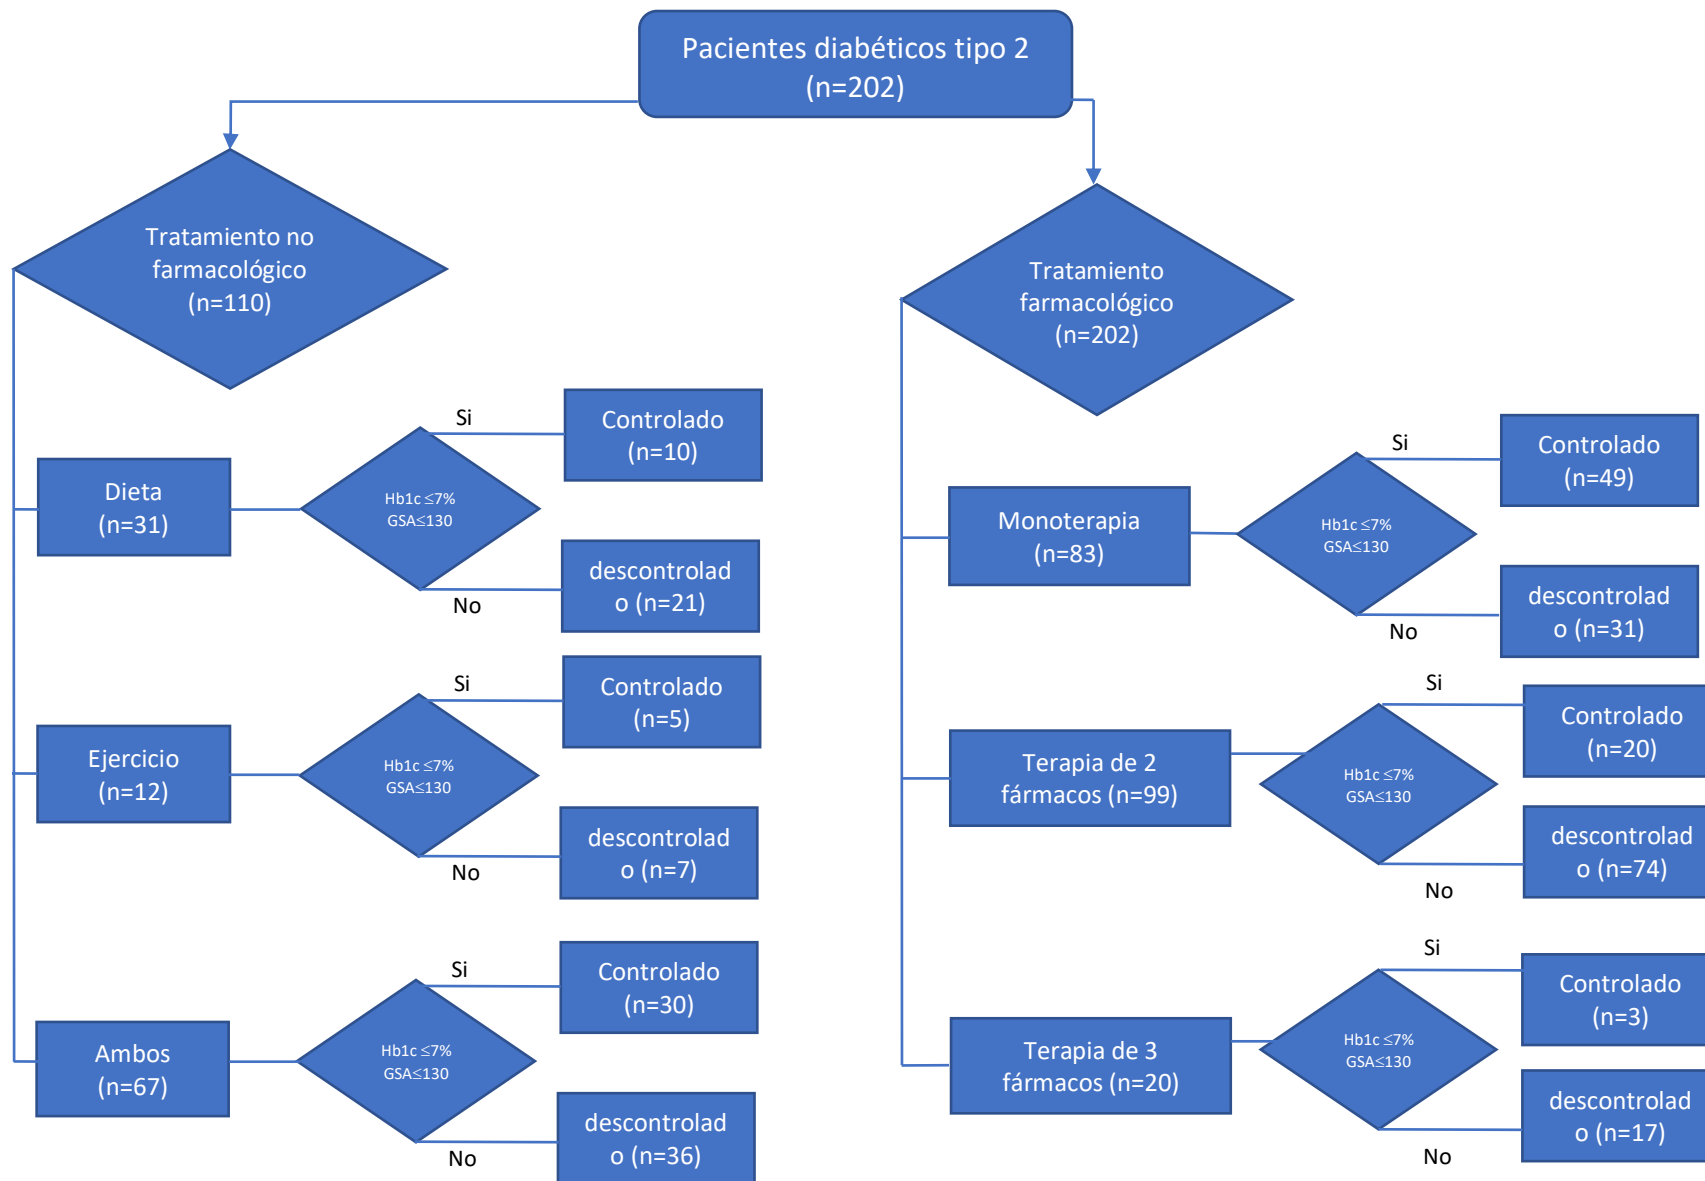 Pacientes diabéticos tipo 2
(n=202)
Tratamiento no
farmacológico
(n=110)
Dieta
(n=31)
Hb1c ≤7%
GSA≤130
Si
Controlado
(n=10)
No
descontrolad
o (n=21)
Ejercicio
(n=12)
Hb1c ≤7%
GSA≤130
Si
Controlado
(n=5)
No
descontrolad
o (n=7)
Ambos
(n=67)
Hb1c ≤7%
GSA≤130
Si
Controlado
(n=30)
No
descontrolad
o (n=36)
Tratamiento
farmacológico
(n=202)
Monoterapia
(n=83)
Hb1c ≤7%
GSA≤130
Si
Controlado
(n=49)
No
descontrolad
o (n=31)
Terapia de 2
fármacos (n=99)
Hb1c ≤7%
GSA≤130
Si
Controlado
(n=20)
No
descontrolad
o (n=74)
Terapia de 3
fármacos (n=20)
Hb1c ≤7%
GSA≤130
Si
Controlado
(n=3)
No
descontrolad
o (n=17)